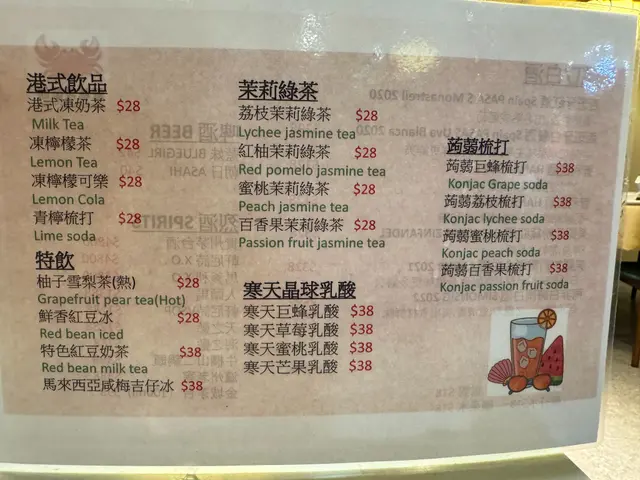 港式飲品
港式凍奶茶 $28
Milk Tea
凍檸檬茶 $28
Lemon Tea
凍檸檬可樂 $28
Lemon Cola
青檸梳打 $28
Lime soda
特飲
柚子雪梨茶(熱) $28
Grapefruit pear tea(Hot)
鮮香紅豆冰 $28
Red bean iced
特色紅豆奶茶 $38
Red bean milk tea
馬來西亞咸梅吉仔冰 $38
茉莉綠茶
荔枝茉莉綠茶 $28
Lychee jasmine tea
紅柚茉莉綠茶 $28
Red pomelo jasmine tea
蜜桃茉莉綠茶 $28
Peach jasmine tea
百香果茉莉綠茶 $28
Passion fruit jasmine tea
寒天晶球乳酸
寒天巨蜂乳酸 $38
寒天草莓乳酸 $38
寒天蜜桃乳酸 $38
寒天芒果乳酸 $38
蒟蒻梳打
蒟蒻巨蜂梳打 $38
Konjac Grape soda
蒟蒻荔枝梳打 $38
Konjac lychee soda
蒟蒻蜜桃梳打 $38
Konjac peach soda
蒟蒻百香果梳打 $38
Konjac passion fruit soda